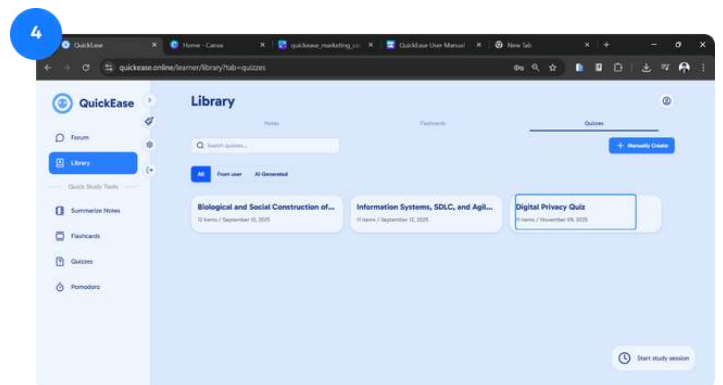 4
QuickEase
Home - Canva
QuickEase User Manual
New Tab
quickease.online/learner/library?tab=quizzes
QuickEase
Library
Notes
Flashcards
Quizzes
Forum
Search quizzes...
+ Manually Create
Library
All
From user
AI-Generated
Quick Study Tools
Biological and Social Construction of...
12 items / September 13, 2025
Information Systems, SDLC, and Agil...
11 items / September 12, 2025
Digital Privacy Quiz
11 items / November 09, 2025
Summarize Notes
Flashcards
Quizzes
Pomodoro
Start study session